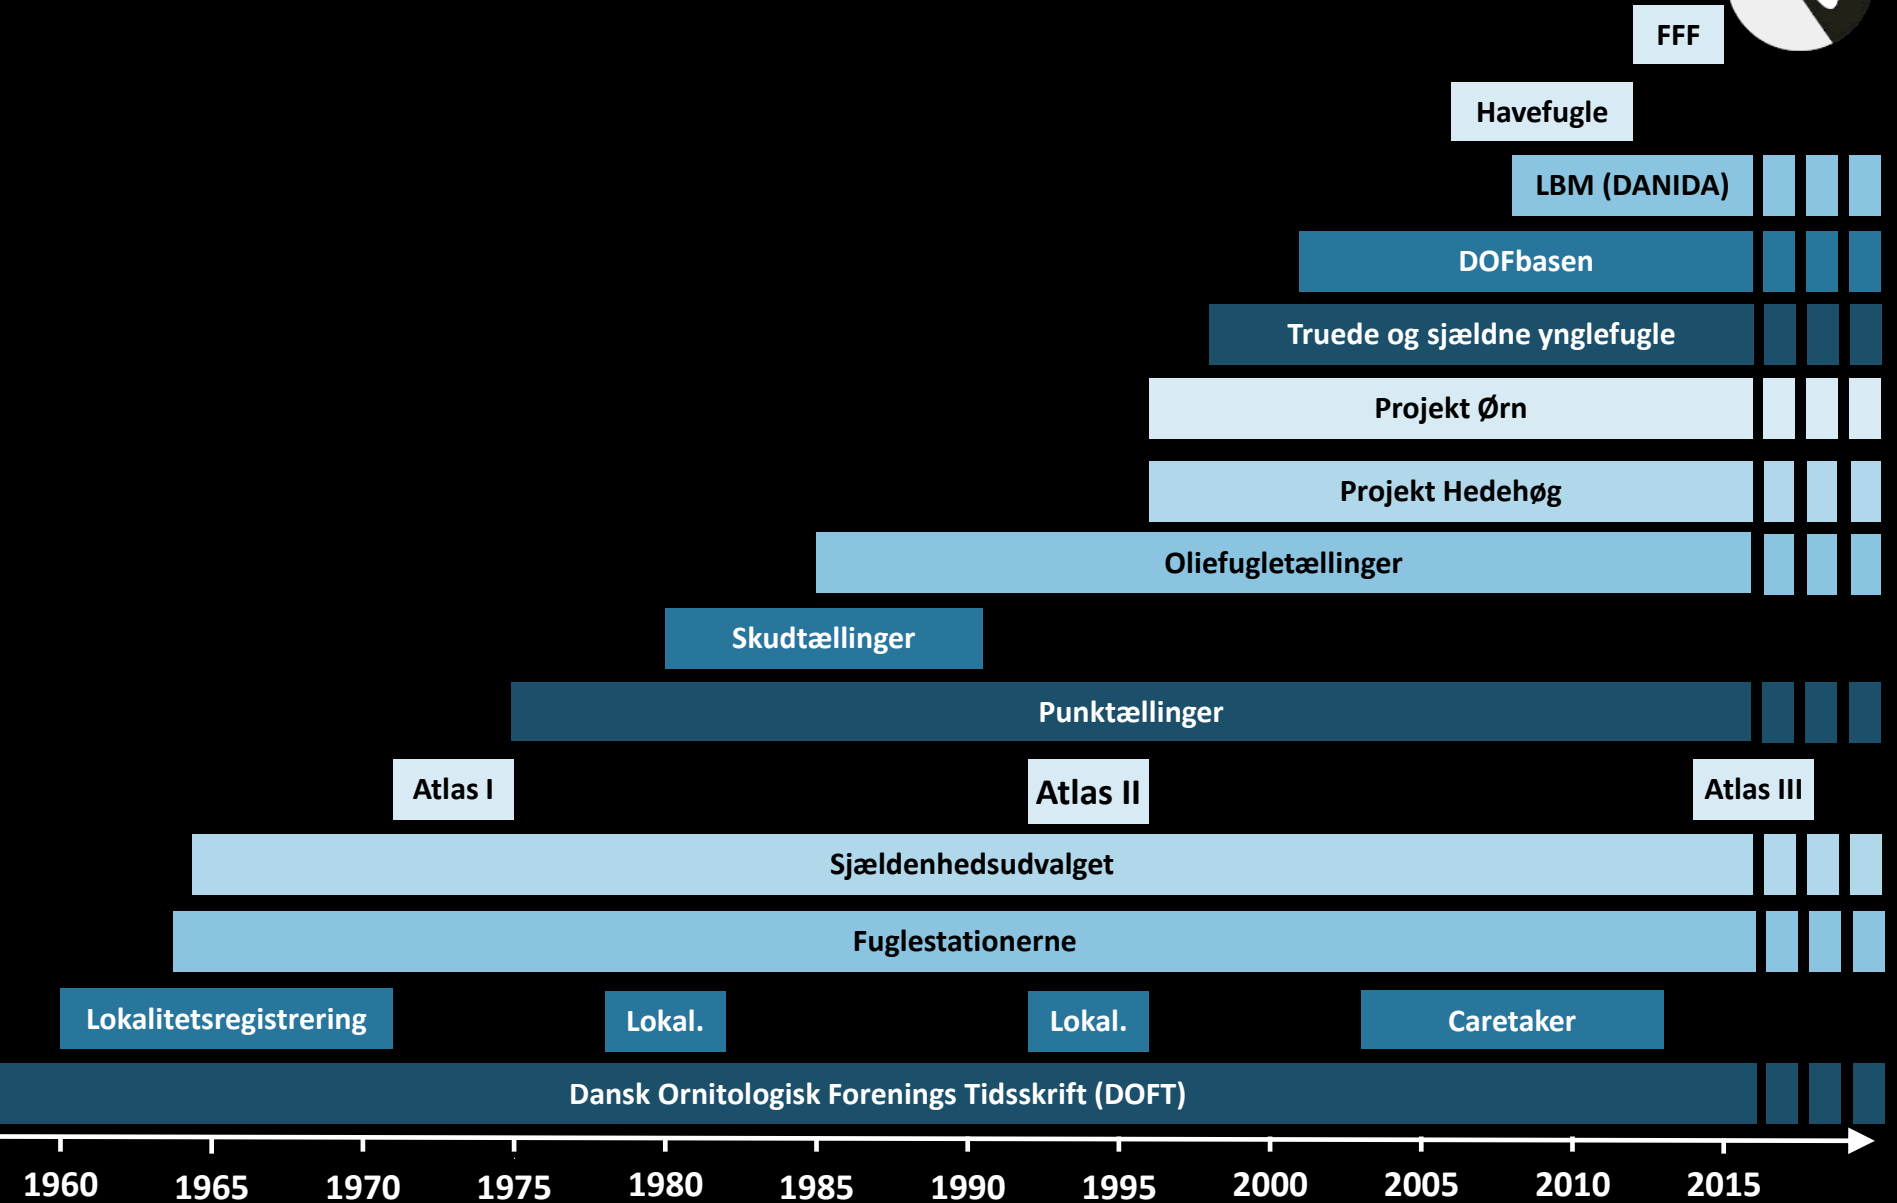 FFF
Havefugle
LBM (DANIDA)
DOFbasen
Truede og sjældne ynglefugle
Projekt Ørn
Projekt Hedehøg
Oliefugletællinger
Skudtællinger
Punktællinger
Atlas I Atlas II Atlas III
Sjældenhedsudvalget
Fuglestationerne
Lokalitetsregistrering Lokal. Lokal. Caretaker
Dansk Ornitologisk Forenings Tidsskrift (DOFT)
1960 1965 1970 1975 1980 1985 1990 1995 2000 2005 2010 2015